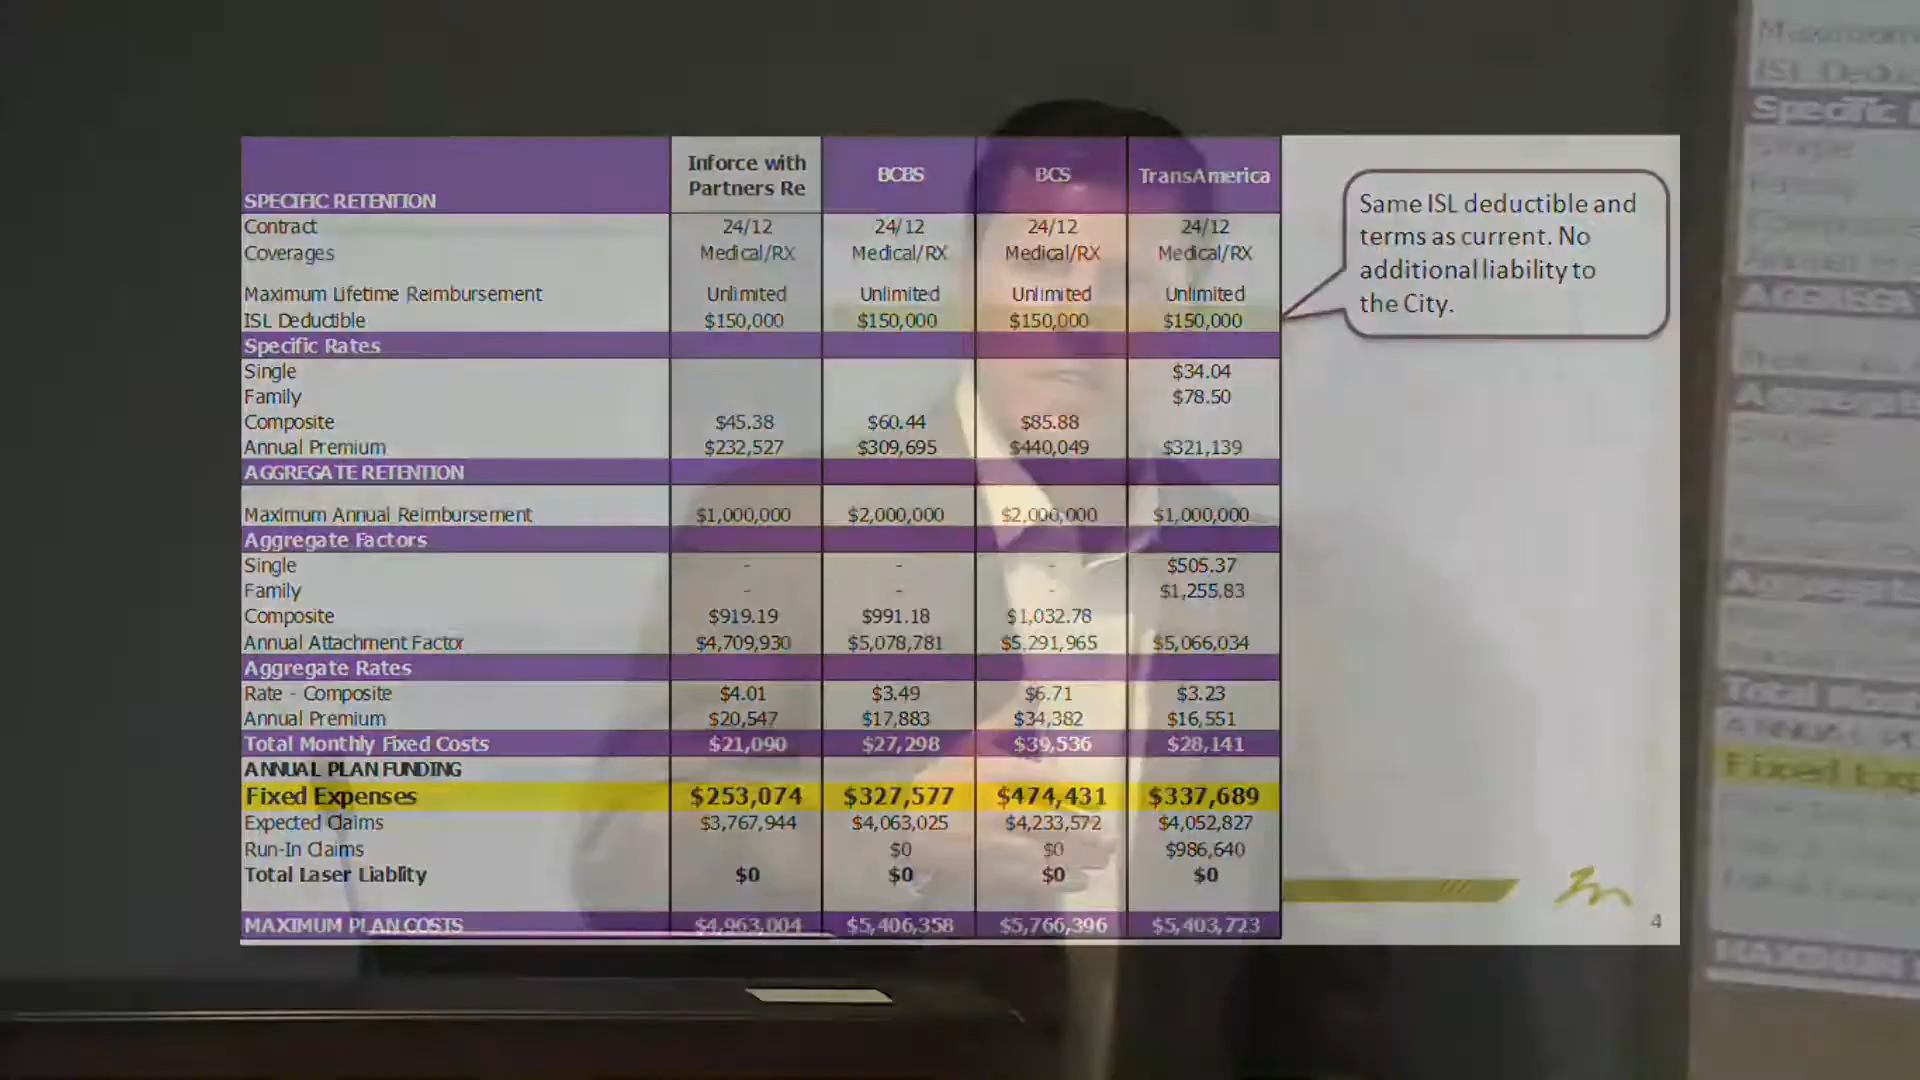 SPECIFIC RETENTION Inforce with Partners Re BCBS BCS TransAmerica
Contract 24/12 24/12 24/12 24/12
Coverages Medical/RX Medical/RX Medical/RX Medical/RX
Maximum Lifetime Reimbursement Unlimited Unlimited Unlimited Unlimited
ISL Deductible $150,000 $150,000 $150,000 $150,000
Specific Rates
Single $34.04
Family $78.50
Composite $45.38 $60.44 $85.88
Annual Premium $232,527 $309,695 $440,049 $321,139
AGGREGATE RETENTION
Maximum Annual Reimbursement $1,000,000 $2,000,000 $2,000,000 $1,000,000
Aggregate Factors
Single - - - $505.37
Family - - - $1,255.83
Composite $919.19 $991.18 $1,032.78
Annual Attachment Factor $4,709,930 $5,078,781 $5,291,965 $5,066,034
Aggregate Rates
Rate - Composite $4.01 $3.49 $6.71 $3.23
Annual Premium $20,547 $17,883 $34,382 $16,551
Total Monthly Fixed Costs $21,090 $27,298 $39,536 $28,141
ANNUAL PLAN FUNDING
Fixed Expenses $253,074 $327,577 $474,431 $337,689
Expected Claims $3,767,944 $4,063,025 $4,233,572 $4,052,827
Run-In Claims $0 $0 $986,640
Total Laser Liablity $0 $0 $0 $0
MAXIMUM PLAN COSTS $4,963,004 $5,406,358 $5,766,396 $5,403,723
Same ISL deductible and
terms as current. No
additional liability to
the City.
4
Specific